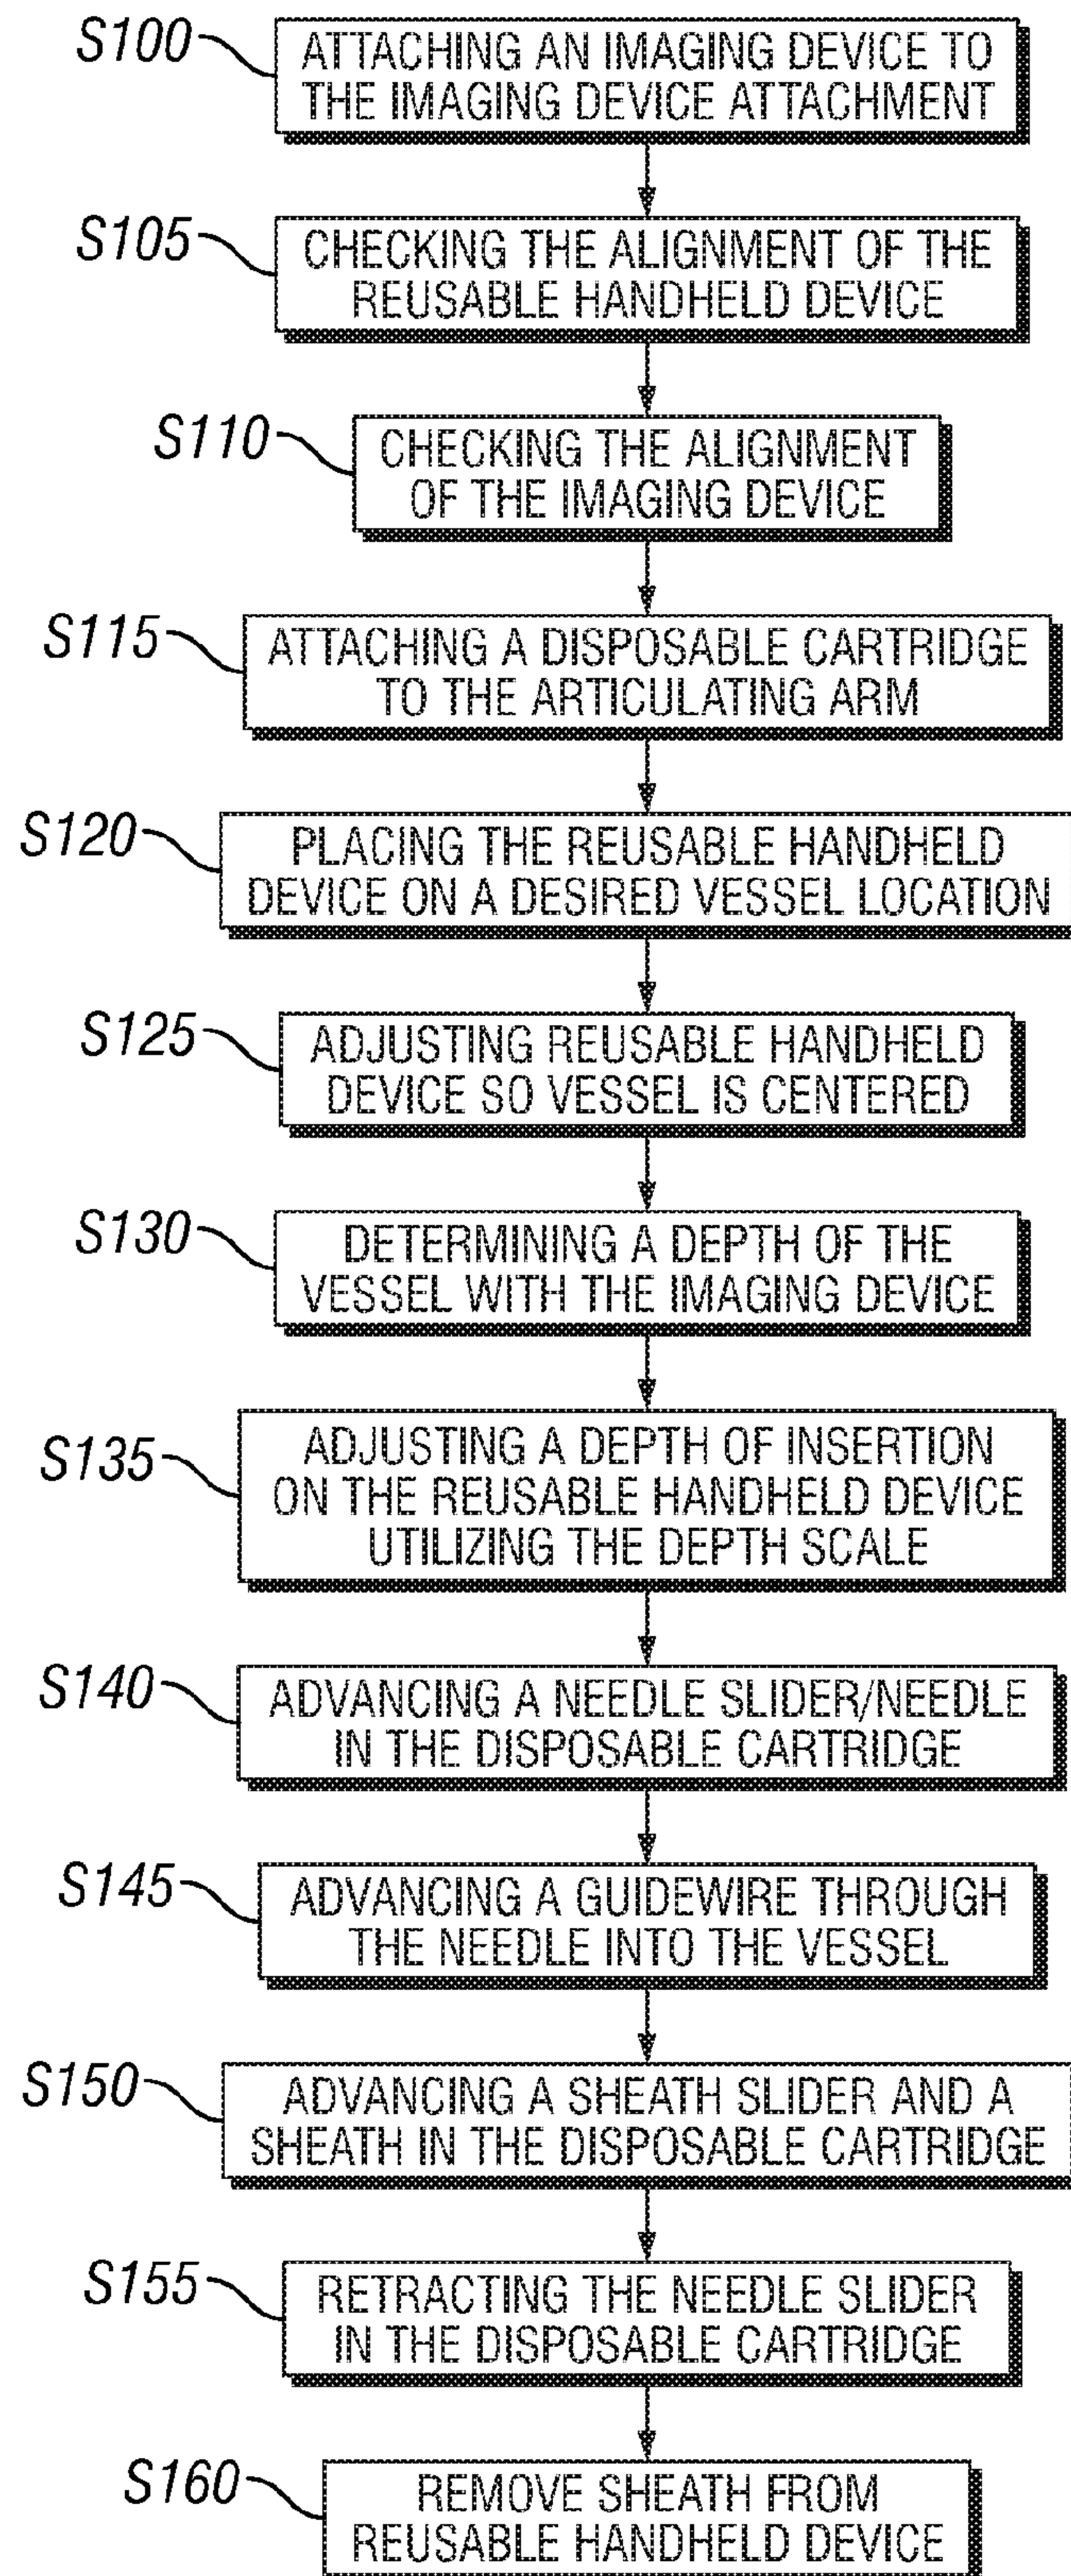 S100
ATTACHING AN IMAGING DEVICE TO
THE IMAGING DEVICE ATTACHMENT
S105
CHECKING THE ALIGNMENT OF THE
REUSABLE HANDHELD DEVICE
S110
CHECKING THE ALIGNMENT
OF THE IMAGING DEVICE
S115
ATTACHING A DISPOSABLE CARTRIDGE
TO THE ARTICULATING ARM
S120
PLACING THE REUSABLE HANDHELD
DEVICE ON A DESIRED VESSEL LOCATION
S125
ADJUSTING REUSABLE HANDHELD
DEVICE SO VESSEL IS CENTERED
S130
DETERMINING A DEPTH OF THE
VESSEL WITH THE IMAGING DEVICE
S135
ADJUSTING A DEPTH OF INSERTION
ON THE REUSABLE HANDHELD DEVICE
UTILIZING THE DEPTH SCALE
S140
ADVANCING A NEEDLE SLIDER/NEEDLE
IN THE DISPOSABLE CARTRIDGE
S145
ADVANCING A GUIDEWIRE THROUGH
THE NEEDLE INTO THE VESSEL
S150
ADVANCING A SHEATH SLIDER AND A
SHEATH IN THE DISPOSABLE CARTRIDGE
S155
RETRACTING THE NEEDLE SLIDER
IN THE DISPOSABLE CARTRIDGE
S160
REMOVE SHEATH FROM
REUSABLE HANDHELD DEVICE